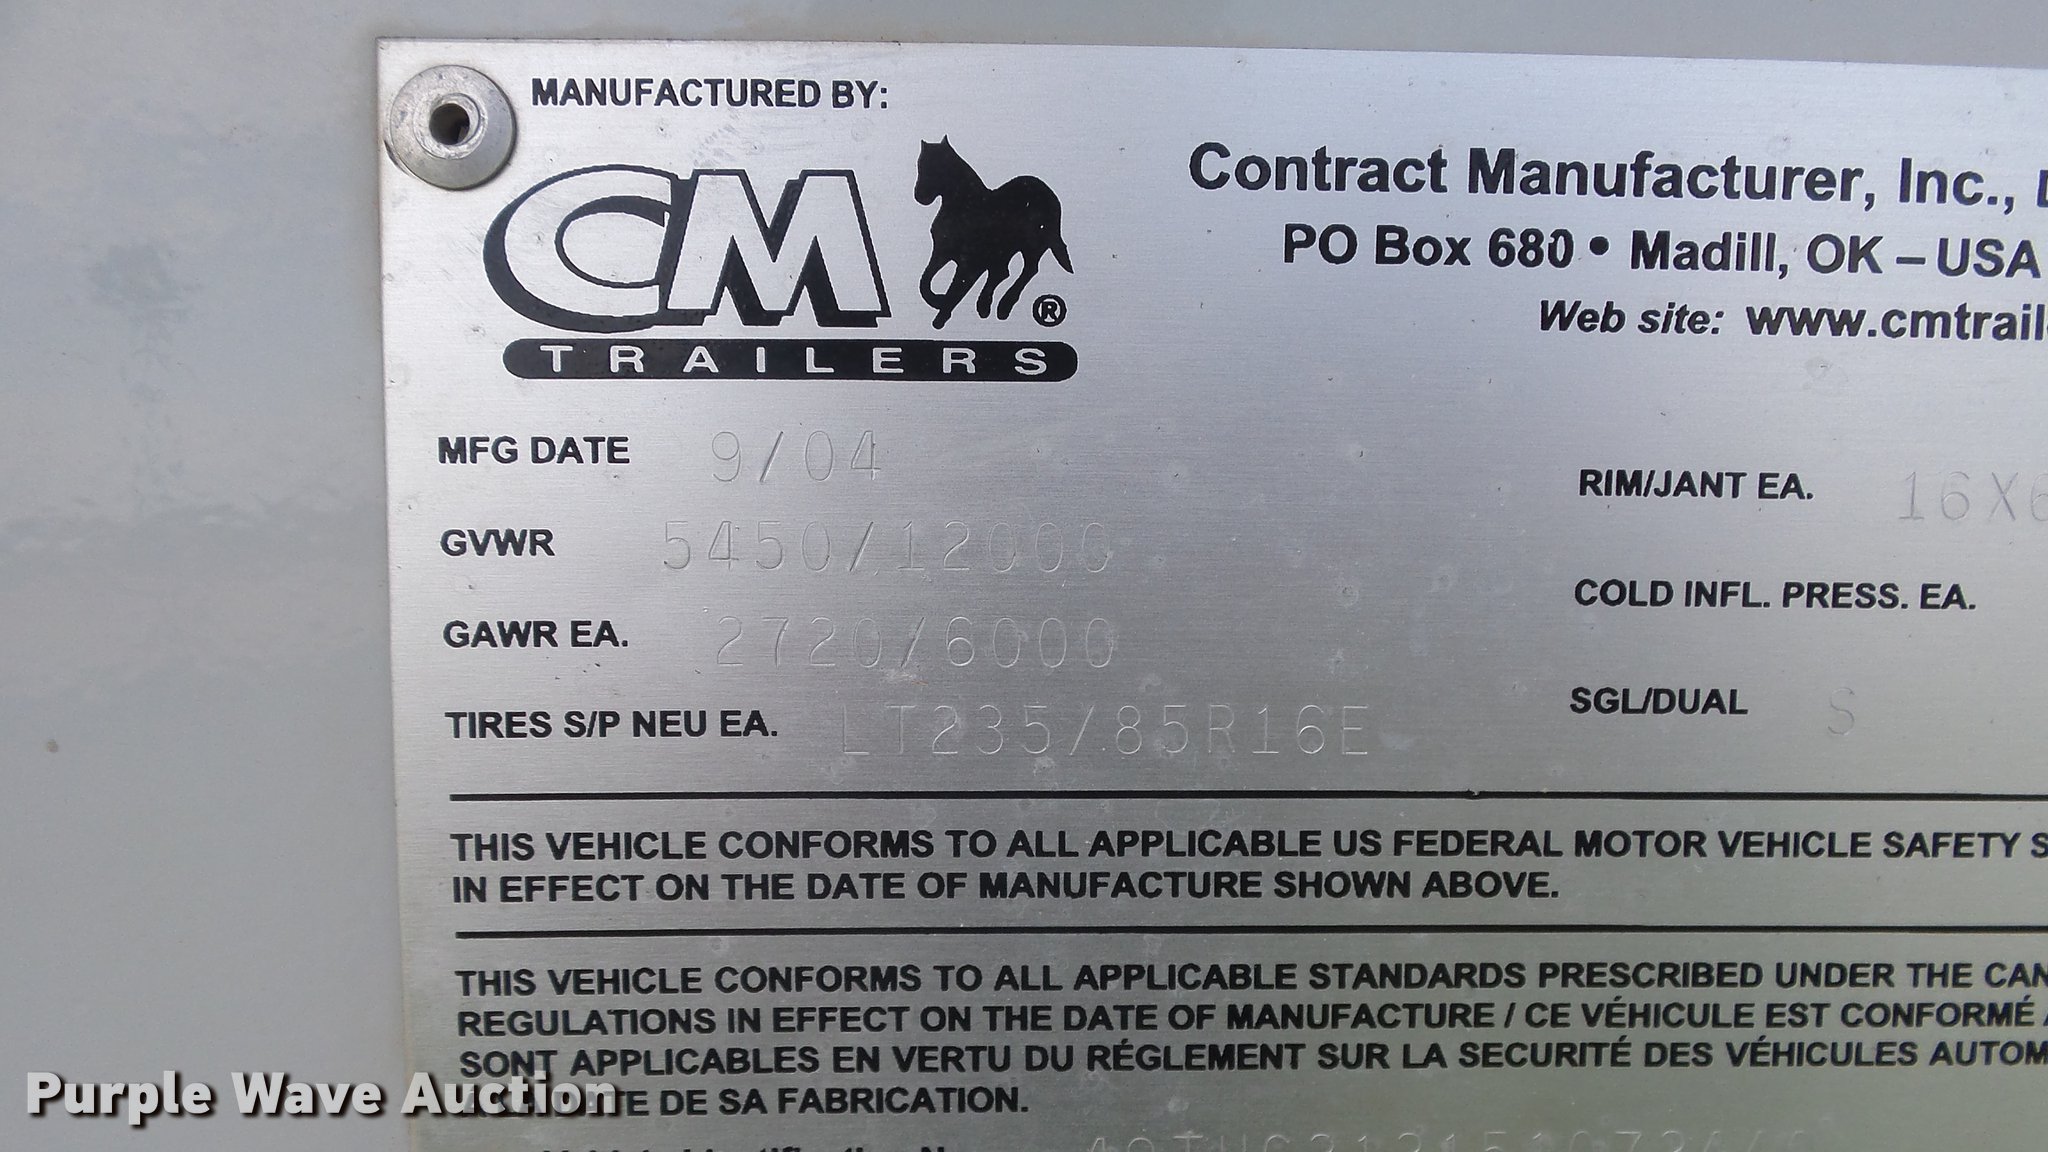 MANUFACTURED BY:
CM
TRAILERS
®
Contract Manufacturer, Inc.,
PO Box 680 • Madill, OK – USA
Web site: www.cmtrail
MFG DATE 9/04
RIM/JANT EA. 16X6
GVWR 5450/12000
COLD INFL. PRESS. EA.
GAWR EA. 2720/6000
SGL/DUAL S
TIRES S/P NEU EA. LT235/85R16E
THIS VEHICLE CONFORMS TO ALL APPLICABLE US FEDERAL MOTOR VEHICLE SAFETY S
IN EFFECT ON THE DATE OF MANUFACTURE SHOWN ABOVE.
THIS VEHICLE CONFORMS TO ALL APPLICABLE STANDARDS PRESCRIBED UNDER THE CAN
REGULATIONS IN EFFECT ON THE DATE OF MANUFACTURE / CE VÉHICULE EST CONFORMÉ
SONT APPLICABLES EN VERTU DU RÉGLEMENT SUR LA SECURITÉ DES VÉHICULES AUTOM
DE SA FABRICATION.
Purple Wave Auction